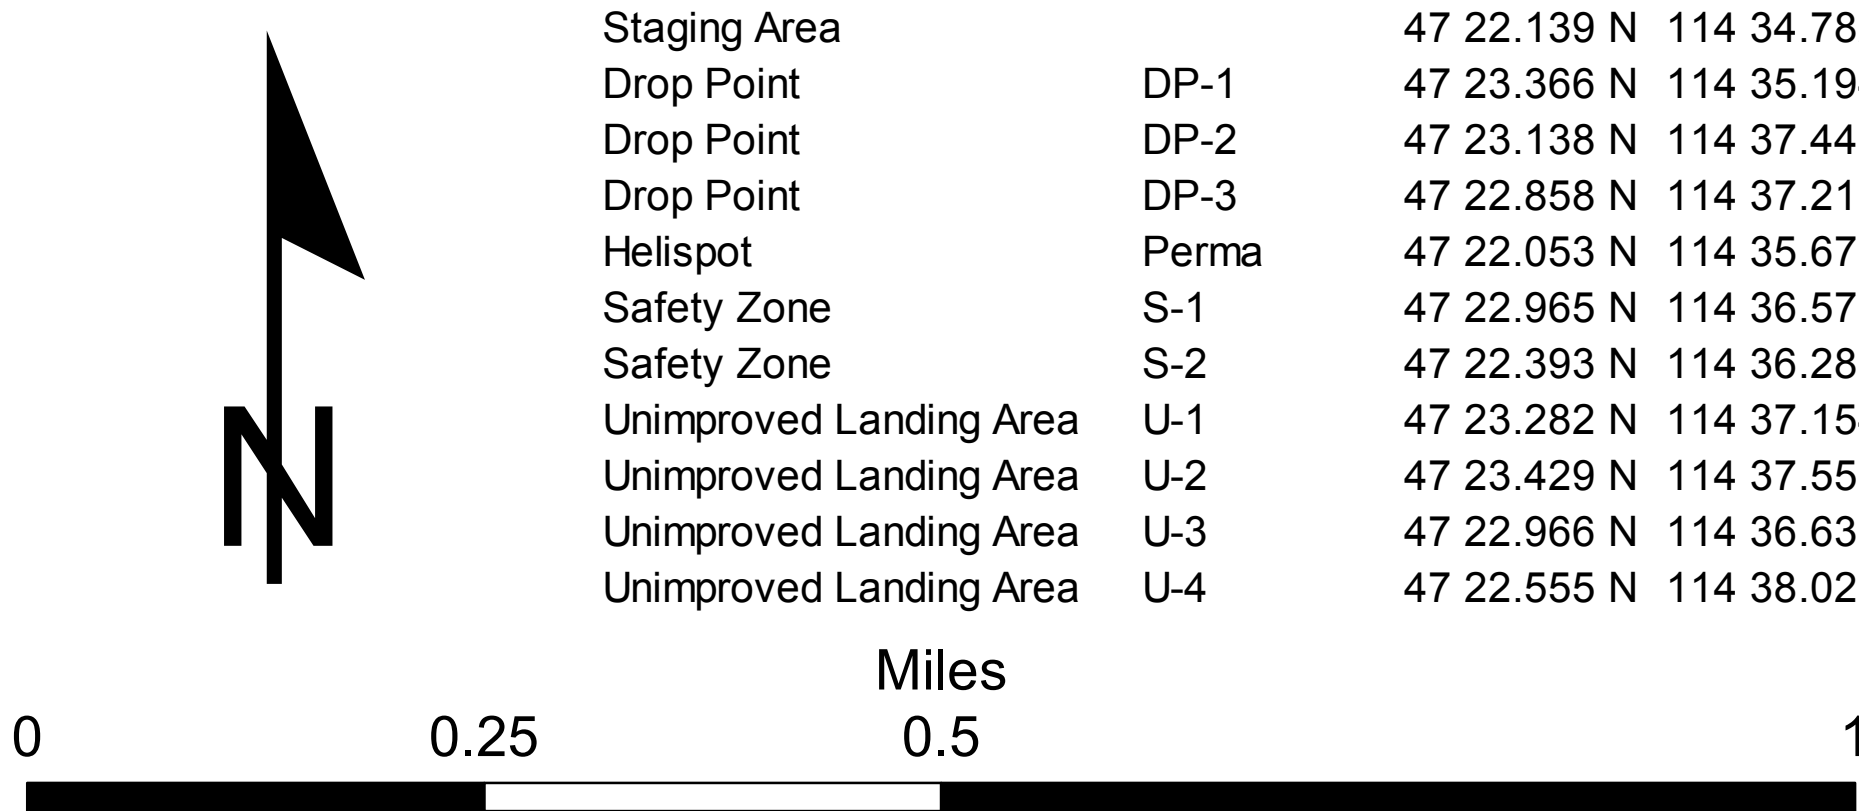 Staging Area 47 22.139 N 114 34.78
Drop Point DP-1 47 23.366 N 114 35.19
Drop Point DP-2 47 23.138 N 114 37.44
Drop Point DP-3 47 22.858 N 114 37.21
Helispot Perma 47 22.053 N 114 35.67
Safety Zone S-1 47 22.965 N 114 36.57
Safety Zone S-2 47 22.393 N 114 36.28
Unimproved Landing Area U-1 47 23.282 N 114 37.15
Unimproved Landing Area U-2 47 23.429 N 114 37.55
Unimproved Landing Area U-3 47 22.966 N 114 36.63
Unimproved Landing Area U-4 47 22.555 N 114 38.02
N
Miles
0 0.25 0.5 1